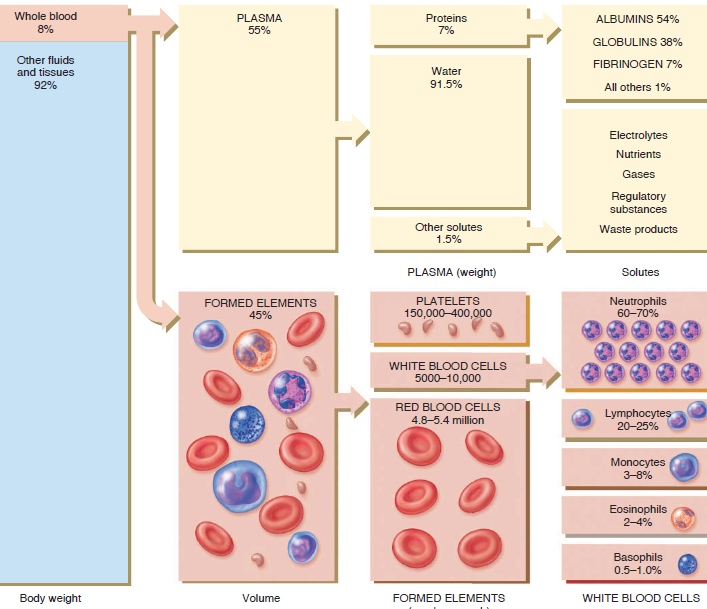 Whole blood
8%
Other fluids
and tissues
92%
Body weight
PLASMA
55%
FORMED ELEMENTS
45%
Volume
Proteins
7%
Water
91.5%
Other solutes
1.5%
PLASMA (weight)
PLATELETS
150,000–400,000
WHITE BLOOD CELLS
5000–10,000
RED BLOOD CELLS
4.8–5.4 million
FORMED ELEMENTS
ALBUMINS 54%
GLOBULINS 38%
FIBRINOGEN 7%
All others 1%
Electrolytes
Nutrients
Gases
Regulatory
substances
Waste products
Solutes
Neutrophils
60–70%
Lymphocytes
20–25%
Monocytes
3–8%
Eosinophils
2–4%
Basophils
0.5–1.0%
WHITE BLOOD CELLS